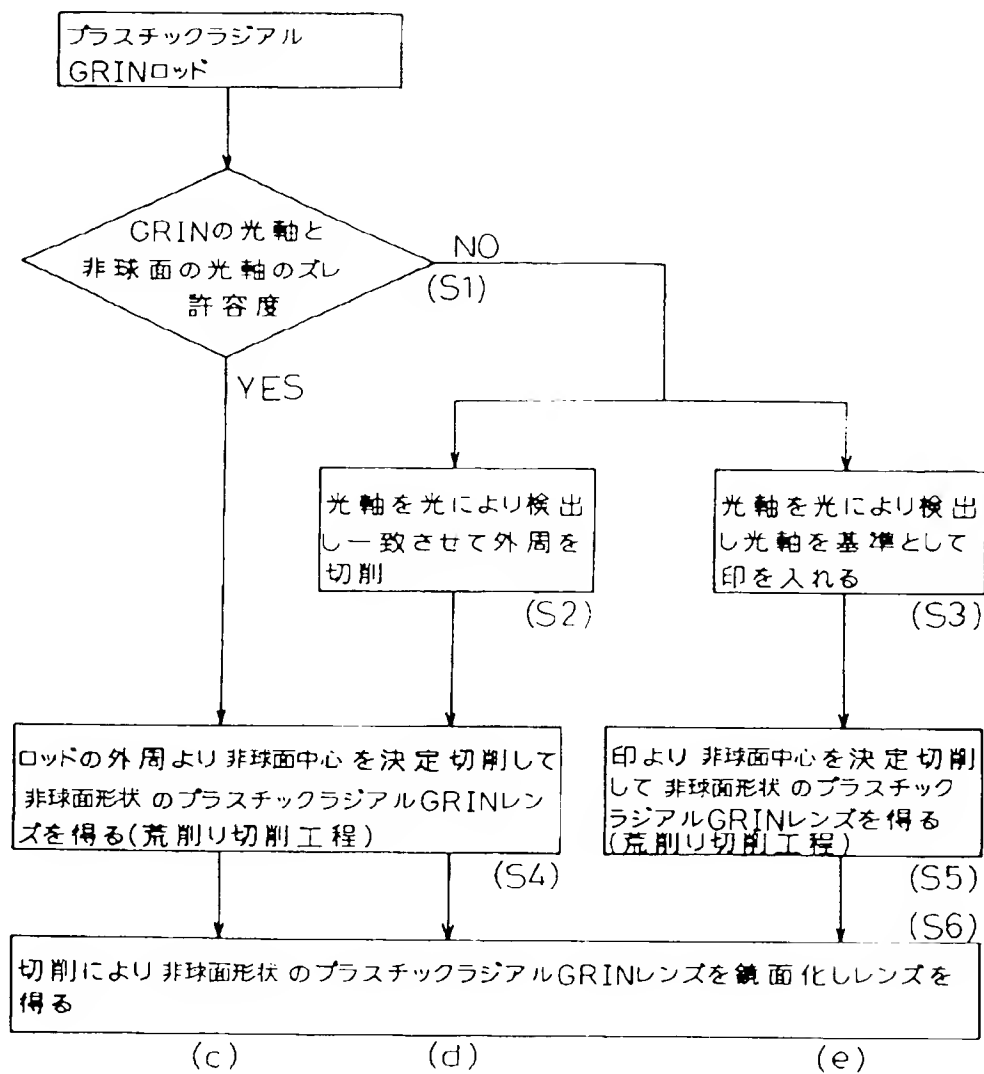 プラスチックラジアル
GRINロッド
GRINの光軸と
非球面の光軸のズレ
許容度
NO
(S1)
YES
光軸を光により検出
し一致させて外周を
切削
(S2)
光軸を光により検出
し光軸を基準として
印を入れる
(S3)
ロッドの外周より非球面中心を決定切削して
非球面形状のプラスチックラジアルGRINレン
ズを得る(荒削り切削工程)
(S4)
印より非球面中心を決定切削
して非球面形状のプラスチック
ラジアルGRINレンズを得る
(荒削り切削工程)
(S5)
(S6)
切削により非球面形状のプラスチックラジアルGRINレンズを鏡面化しレンズを
得る
(c)
(d)
(e)